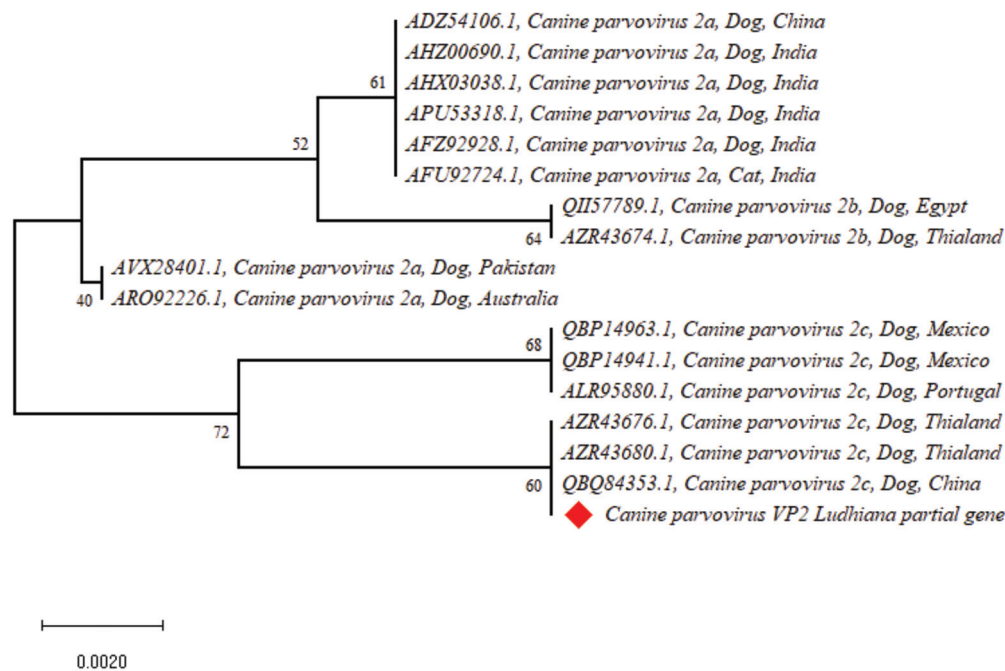 ADZ54106.1, Canine parvovirus 2a, Dog, China
AHZ00690.1, Canine parvovirus 2a, Dog, India
61
AHX03038.1, Canine parvovirus 2a, Dog, India
APU53318.1, Canine parvovirus 2a, Dog, India
52
AFZ92928.1, Canine parvovirus 2a, Dog, India
AFU92724.1, Canine parvovirus 2a, Cat, India
QII57789.1, Canine parvovirus 2b, Dog, Egypt
64
AZR43674.1, Canine parvovirus 2b, Dog, Thialand
AVX28401.1, Canine parvovirus 2a, Dog, Pakistan
40
ARO92226.1, Canine parvovirus 2a, Dog, Australia
QBP14963.1, Canine parvovirus 2c, Dog, Mexico
68
QBP14941.1, Canine parvovirus 2c, Dog, Mexico
ALR95880.1, Canine parvovirus 2c, Dog, Portugal
AZR43676.1, Canine parvovirus 2c, Dog, Thialand
72
AZR43680.1, Canine parvovirus 2c, Dog, Thialand
60
QBQ84353.1, Canine parvovirus 2c, Dog, China
Canine parvovirus VP2 Ludhiana partial gene
0.0020